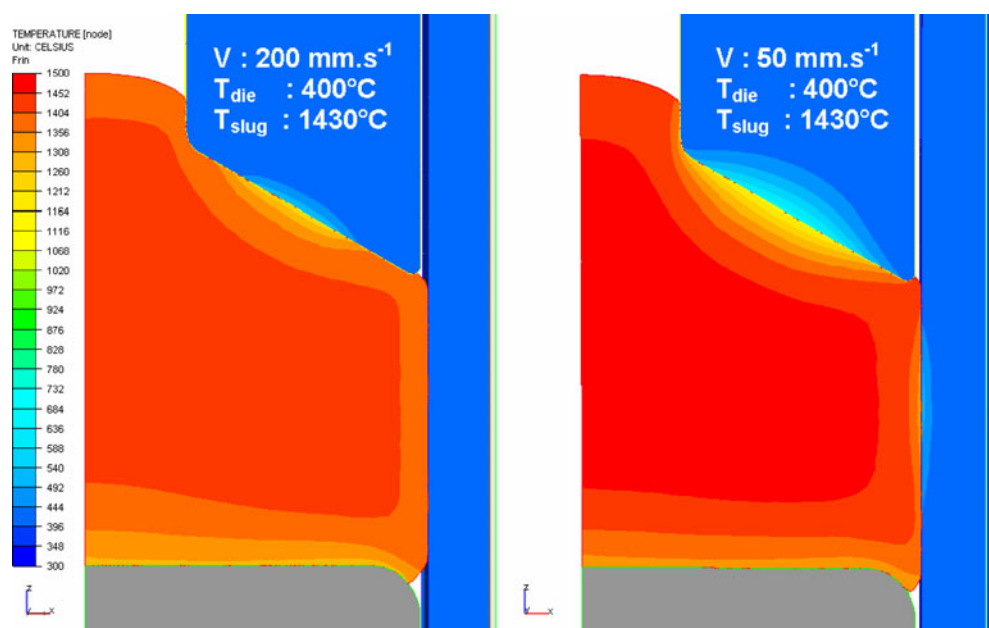 TEMPERATURE [node]
Unit: CELSIUS
Frin
1500
1452
1404
1356
1308
1260
1212
1164
1116
1068
1020
972
924
876
828
780
732
684
636
588
540
492
444
396
348
300
V : 200 mm.s-1
Tdie : 400°C
Tslug : 1430°C
V : 50 mm.s-1
Tdie : 400°C
Tslug : 1430°C
Z
Y X
Z
Y X